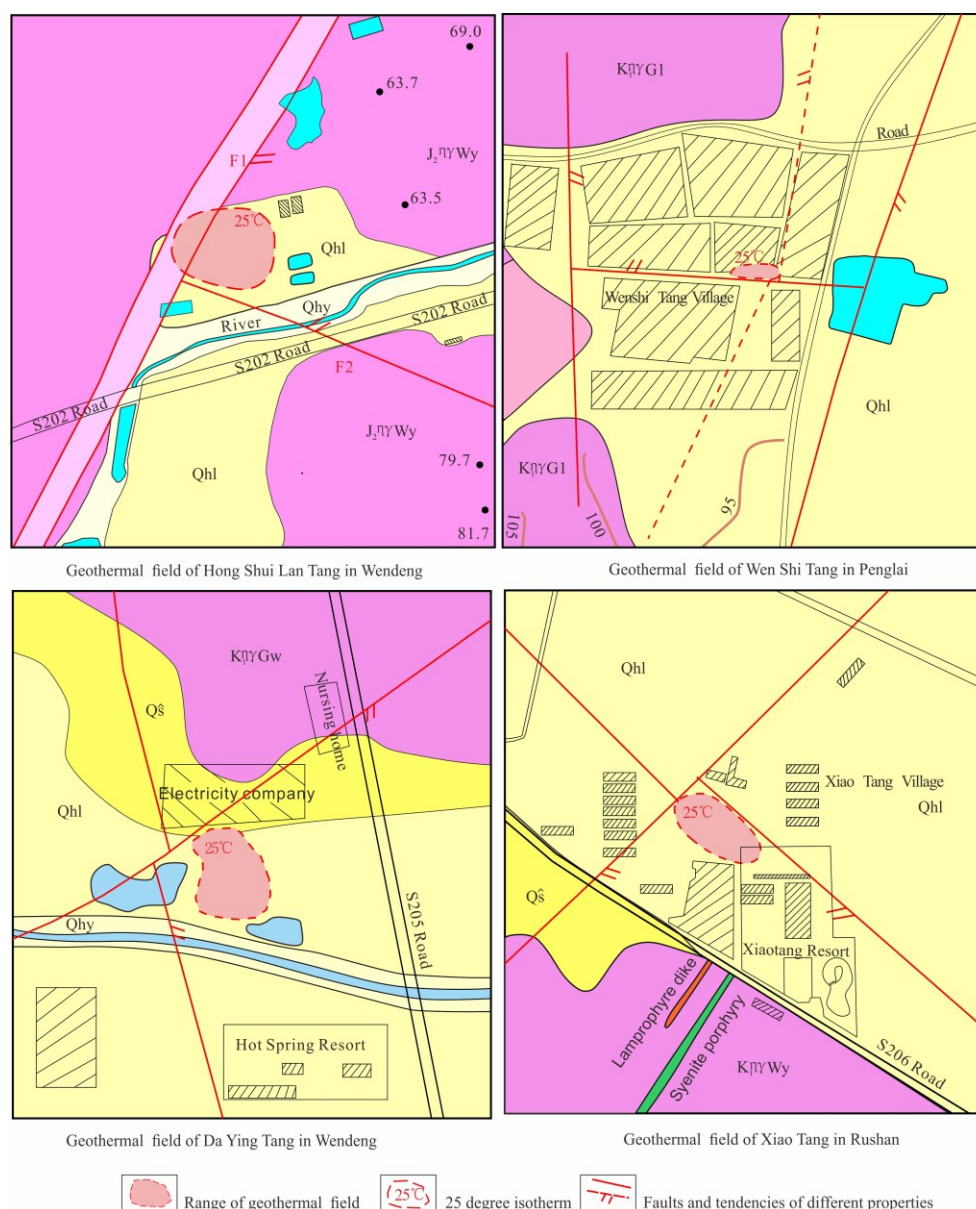 69.0
63.7
F1
J₂ηγWy
63.5
25℃
Qhl
Qhy
River
S202 Road
S202 Road
S202 Road
F2
J₂ηγWy
Qhl
79.7
81.7
Geothermal field of Hong Shui Lan Tang in Wendeng
KηγG1
Road
25℃
Wenshi Tang Village
Qhl
KηγG1
95
100
105
Geothermal field of Wen Shi Tang in Penglai
KηγGw
Qŝ
Nursing home
Electricity company
Qhl
25℃
Qhy
S205 Road
Hot Spring Resort
Geothermal field of Da Ying Tang in Wendeng
Qhl
Xiao Tang Village
Qhl
25℃
Qŝ
Xiaotang Resort
Lamprophyre dike
Syenite porphyry
S206 Road
KηγWy
Geothermal field of Xiao Tang in Rushan
Range of geothermal field
25℃
25 degree isotherm
Faults and tendencies of different properties